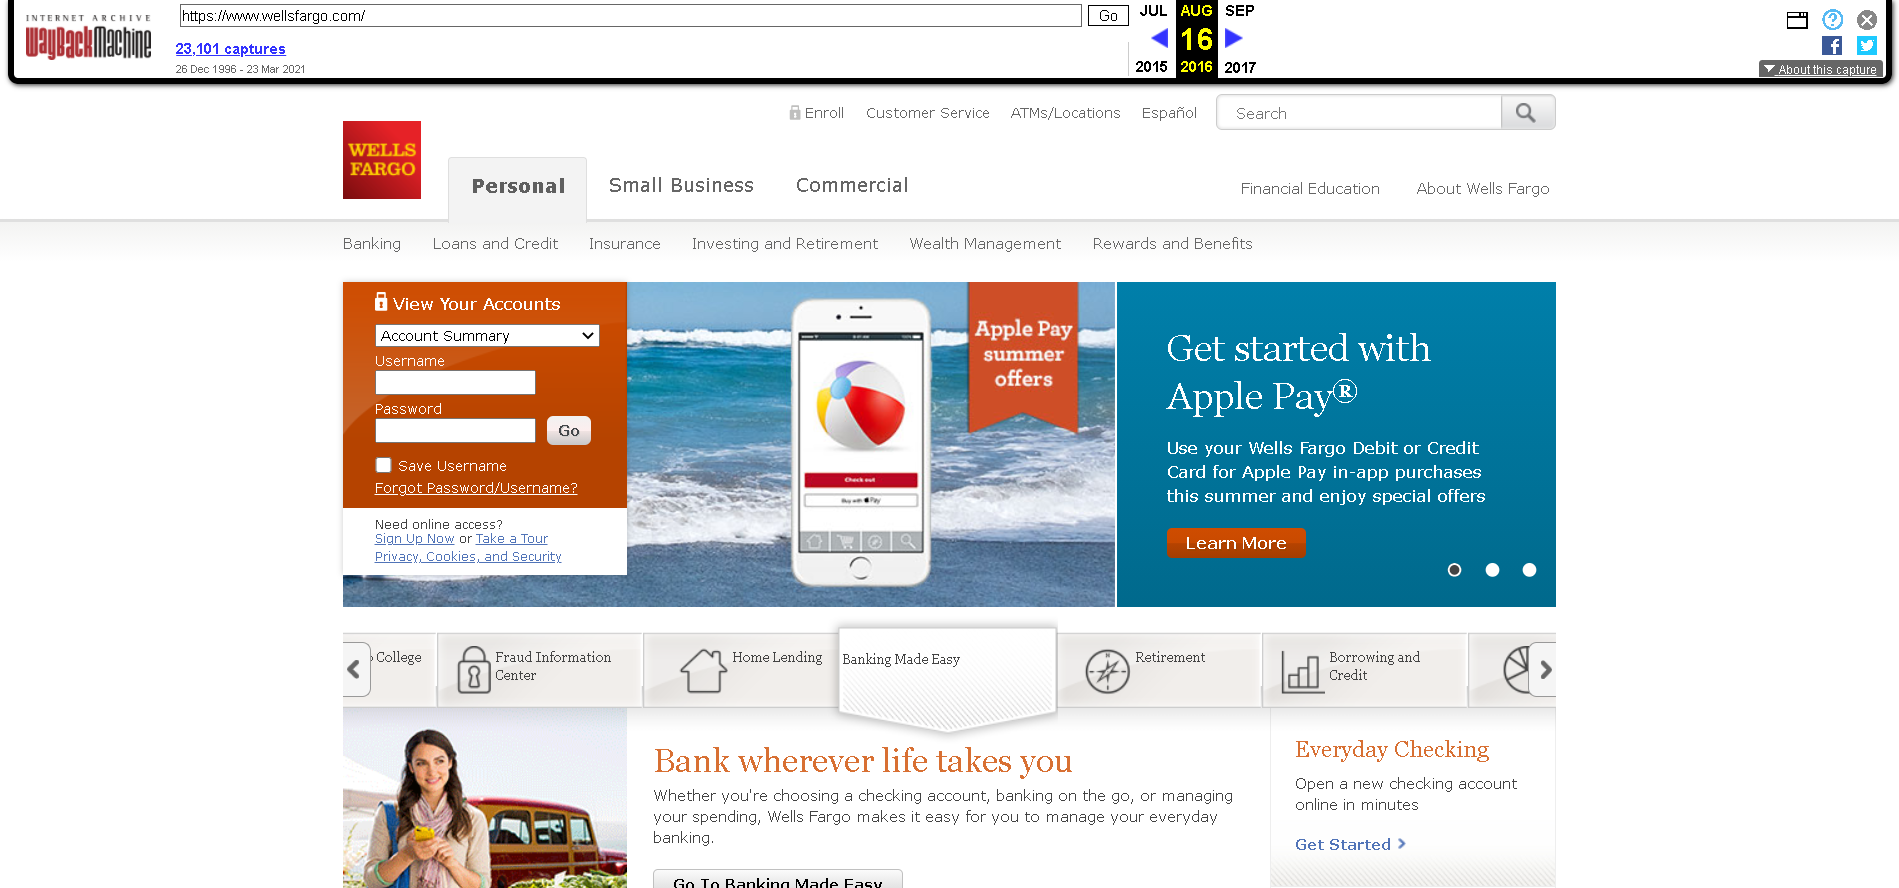 INTERNET ARCHIVE
WayBackMachine
https://www.wellsfargo.com/
Go
23,101 captures
26 Dec 1996 - 23 Mar 2021
JUL AUG SEP
16
2015 2016 2017
About this capture
Enroll
Customer Service
ATMs/Locations
Español
Search
WELLS
FARGO
Personal
Small Business
Commercial
Financial Education
About Wells Fargo
Banking
Loans and Credit
Insurance
Investing and Retirement
Wealth Management
Rewards and Benefits
View Your Accounts
Account Summary
Username
Password
Go
Save Username
Forgot Password/Username?
Need online access?
Sign Up Now or Take a Tour
Privacy, Cookies, and Security
Check out
Buy with Pay
Apple Pay
summer
offers
Get started with
Apple Pay®
Use your Wells Fargo Debit or Credit
Card for Apple Pay in-app purchases
this summer and enjoy special offers
Learn More
College
Fraud Information
Center
Home Lending
Banking Made Easy
Retirement
Borrowing and
Credit
Bank wherever life takes you
Whether you're choosing a checking account, banking on the go, or managing
your spending, Wells Fargo makes it easy for you to manage your everyday
banking.
Go To Banking Made Easy
Everyday Checking
Open a new checking account
online in minutes
Get Started